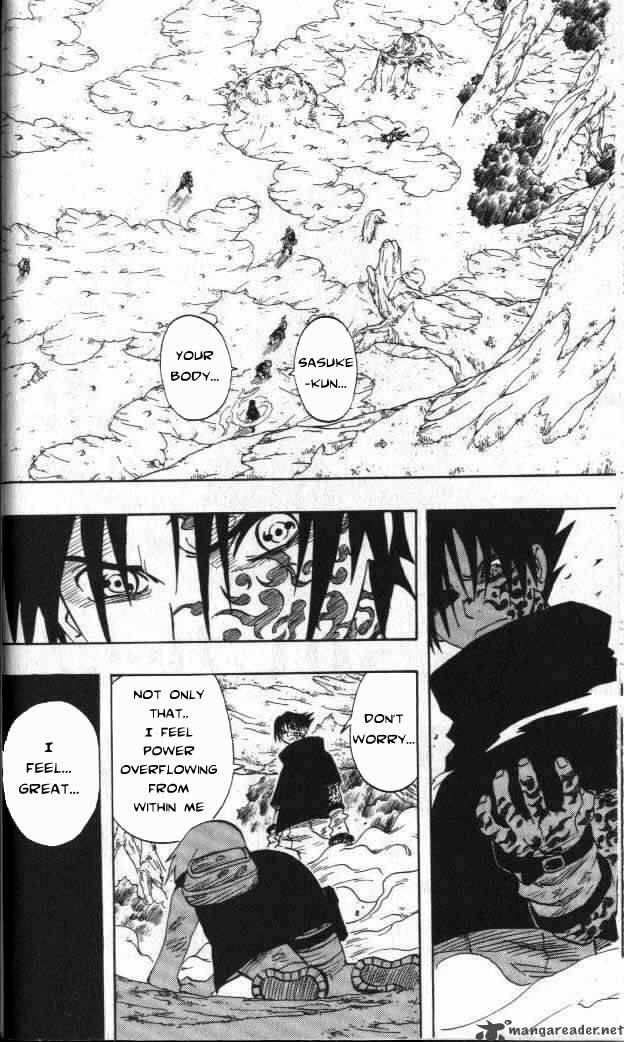 SASUKE
-KUN...
YOUR
BODY...
DON'T
WORRY...
NOT ONLY
THAT..
I FEEL
POWER
OVERFLOWING
FROM
WITHIN ME
I
FEEL...
GREAT...
mangareader.net